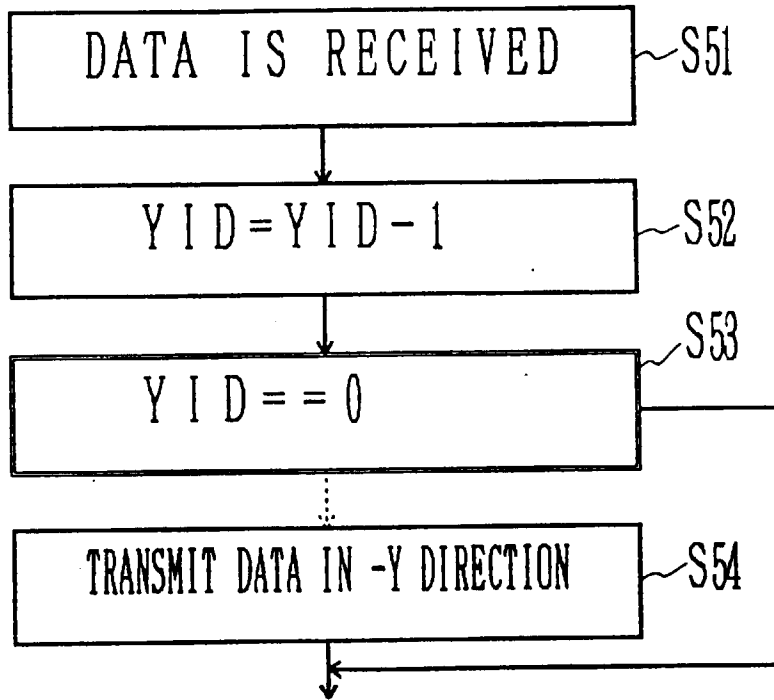 DATA IS RECEIVED
S51
YID=YID-1
S52
S53
YID==0
TRANSMIT DATA IN -Y DIRECTION
S54